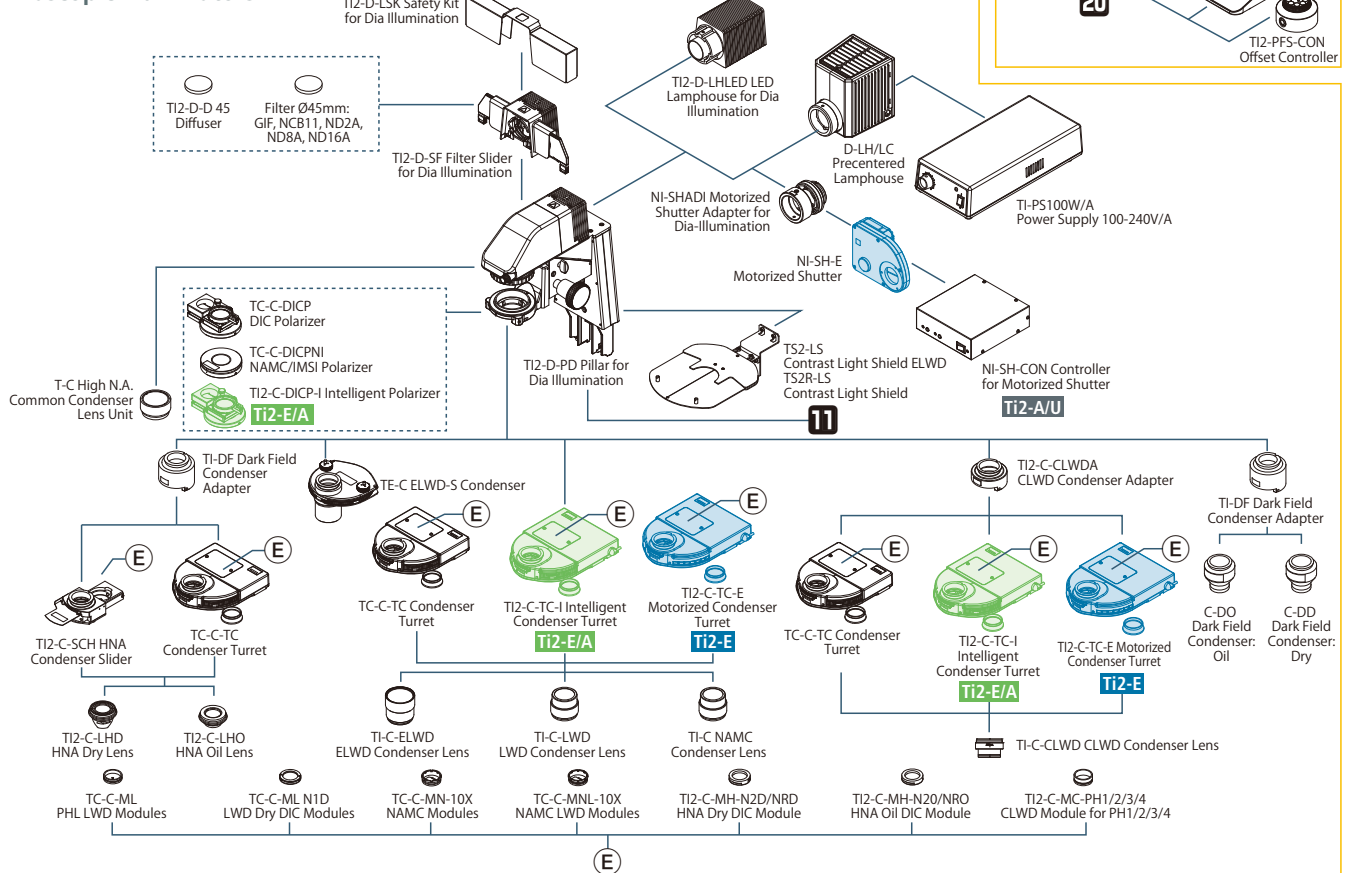 TI2-D-LSK Safety Kit
for Dia Illumination
20
TI2-PFS-CON
Offset Controller
TI2-D-D 45
Diffuser
Filter Ø45mm:
GIF, NCB11, ND2A,
ND8A, ND16A
TI2-D-SF Filter Slider
for Dia Illumination
TI2-D-LHLED LED
Lamphouse for Dia
Illumination
D-LH/LC
Precentered
Lamphouse
TI-PS100W/A
Power Supply 100-240V/A
NI-SHADI Motorized
Shutter Adapter for
Dia-Illumination
NI-SH-E
Motorized Shutter
NI-SH-CON Controller
for Motorized Shutter
Ti2-A/U
TC-C-DICP
DIC Polarizer
TC-C-DICPNI
NAMC/IMSI Polarizer
TI2-C-DICP-I Intelligent Polarizer
Ti2-E/A
T-C High N.A.
Common Condenser
Lens Unit
TI2-D-PD Pillar for
Dia Illumination
TS2-LS
Contrast Light Shield ELWD
TS2R-LS
Contrast Light Shield
11
TI-DF Dark Field
Condenser
Adapter
TE-C ELWD-S Condenser
TI2-C-CLWDA
CLWD Condenser Adapter
TI-DF Dark Field
Condenser Adapter
E
E
E
E
E
E
E
E
TI2-C-SCH HNA
Condenser Slider
TC-C-TC
Condenser Turret
TC-C-TC Condenser
Turret
TI2-C-TC-I Intelligent
Condenser Turret
Ti2-E/A
TI2-C-TC-E
Motorized Condenser
Turret
Ti2-E
TC-C-TC Condenser
Turret
TI2-C-TC-I
Intelligent
Condenser Turret
Ti2-E/A
TI2-C-TC-E Motorized
Condenser Turret
Ti2-E
C-DO
Dark Field
Condenser:
Oil
C-DD
Dark Field
Condenser:
Dry
TI2-C-LHD
HNA Dry Lens
TI2-C-LHO
HNA Oil Lens
TI-C-ELWD
ELWD Condenser Lens
TI-C-LWD
LWD Condenser Lens
TI-C NAMC
Condenser Lens
TI-C-CLWD CLWD Condenser Lens
TC-C-ML
PHL LWD Modules
TC-C-ML N1D
LWD Dry DIC Modules
TC-C-MN-10X
NAMC Modules
TC-C-MNL-10X
NAMC LWD Modules
TI2-C-MH-N2D/NRD
HNA Dry DIC Module
TI2-C-MH-N20/NRO
HNA Oil DIC Module
TI2-C-MC-PH1/2/3/4
CLWD Module for PH1/2/3/4
E